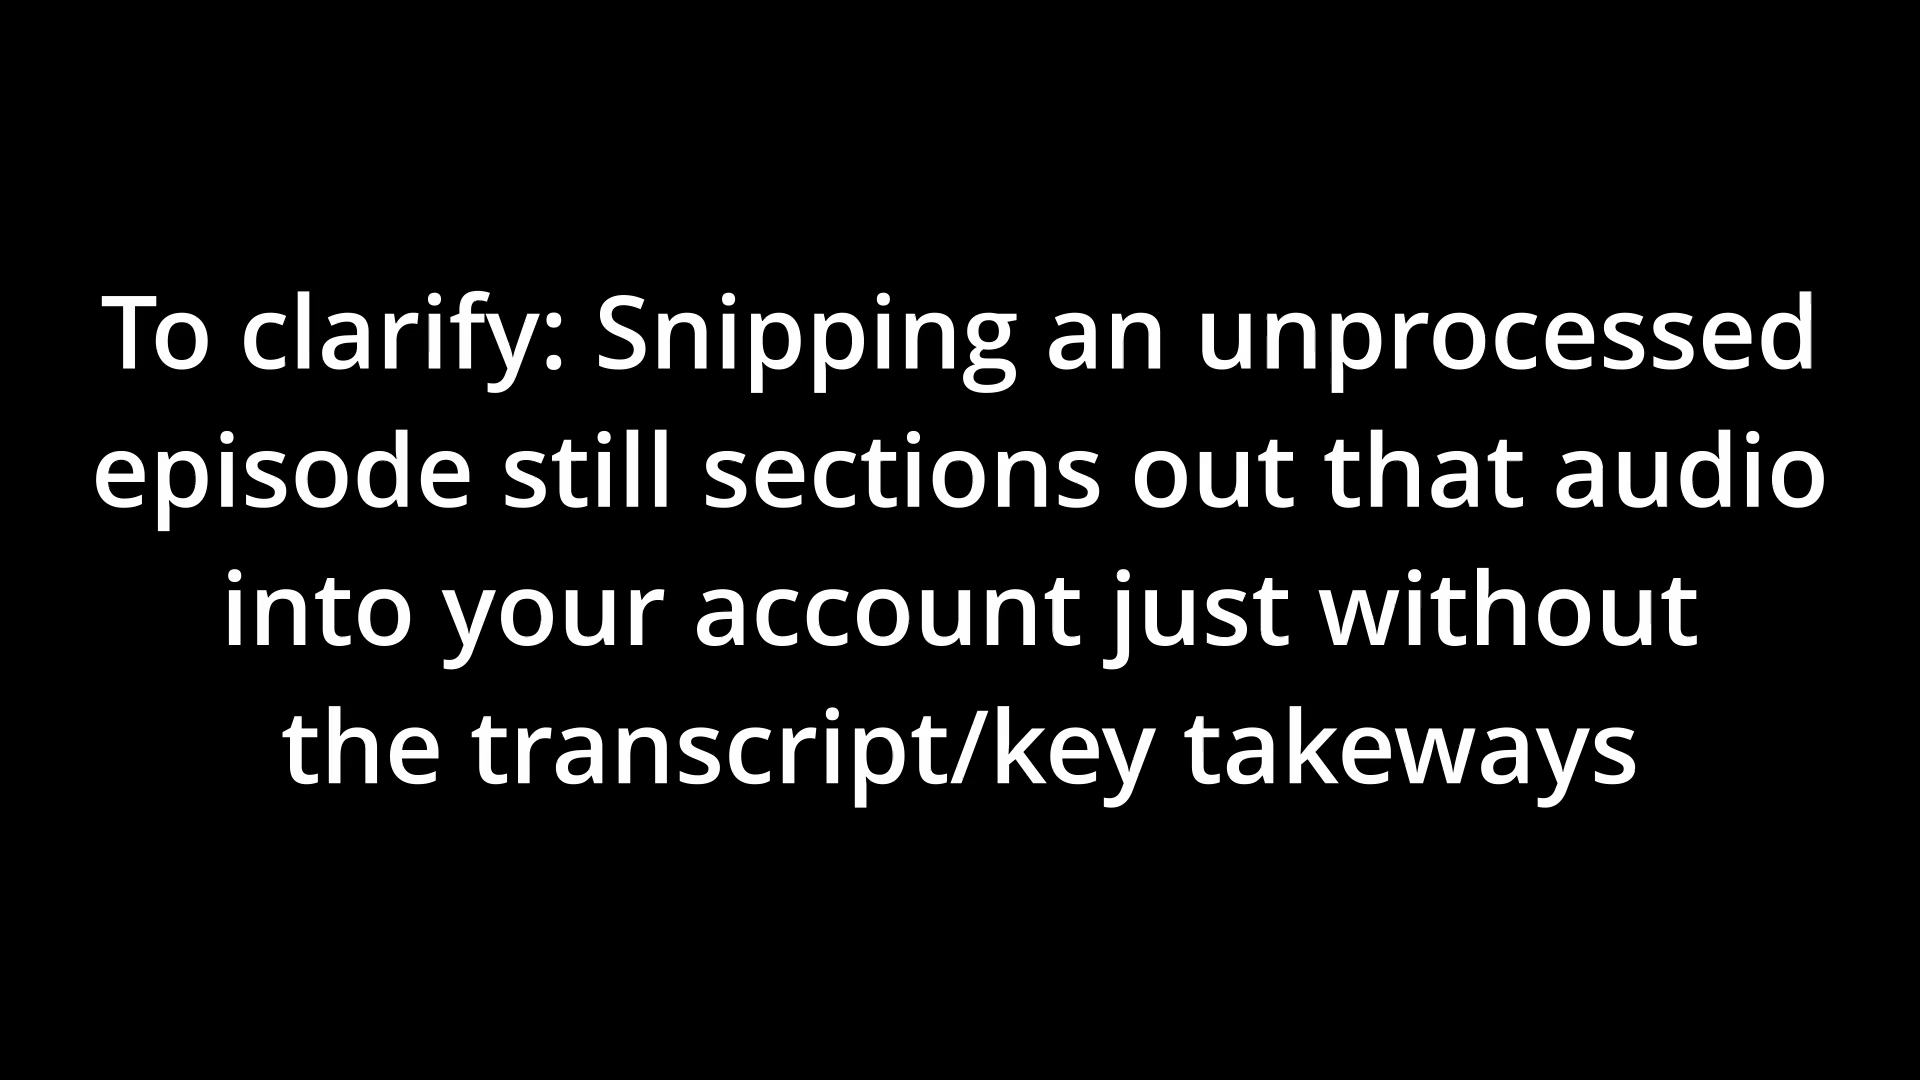 To clarify: Snipping an unprocessed
episode still sections out that audio
into your account just without
the transcript/key takeways